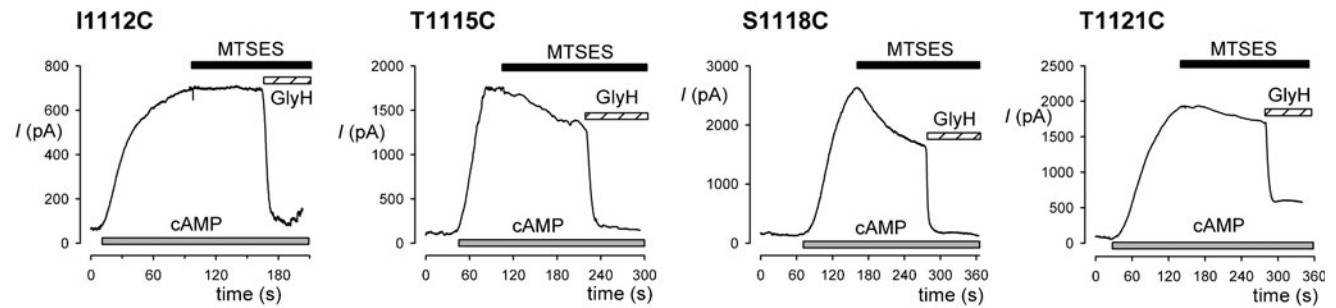 I1112C
MTSES
GlyH
I (pA)
800
600
400
200
0
cAMP
0 60 120 180
time (s)
T1115C
MTSES
GlyH
I (pA)
2000
1500
1000
500
0
cAMP
0 60 120 180 240 300
time (s)
S1118C
MTSES
GlyH
I (pA)
3000
2000
1000
0
cAMP
0 60 120 180 240 300 360
time (s)
T1121C
MTSES
GlyH
I (pA)
2500
2000
1500
1000
500
0
cAMP
0 60 120 180 240 300 360
time (s)